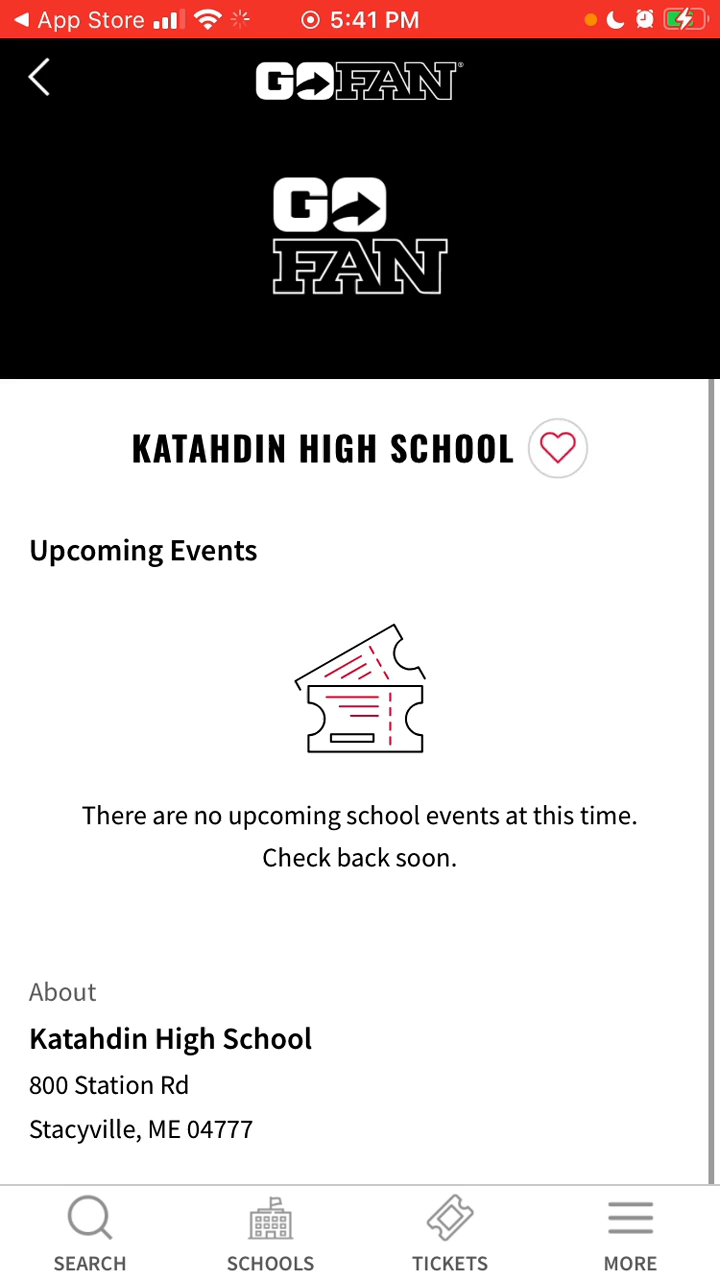 App Store 5:41 PM
GOFAN®
GO
FAN
KATAHDIN HIGH SCHOOL
Upcoming Events
There are no upcoming school events at this time.
Check back soon.
About
Katahdin High School
800 Station Rd
Stacyville, ME 04777
SEARCH SCHOOLS TICKETS MORE